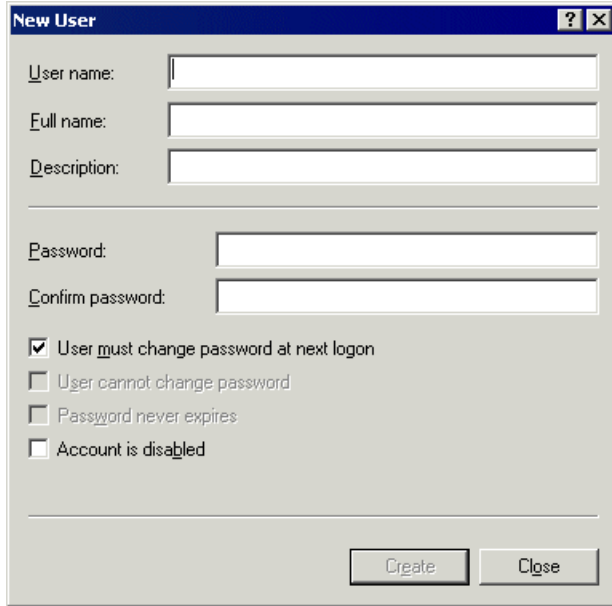 New User
User name:
Full name:
Description:
Password:
Confirm password:
User must change password at next logon
User cannot change password
Password never expires
Account is disabled
Create Close